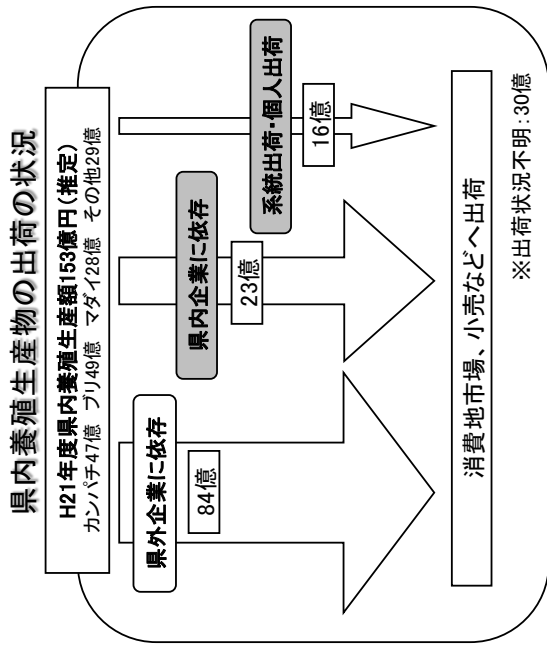 県内養殖生産物の出荷の状況
H21年度県内養殖生産額153億円(推定)
カンパチ47億 ブリ49億 マダイ28億 その他29億
県外企業に依存
84億
県内企業に依存
23億
系統出荷・個人出荷
16億
消費地市場、小売などへ出荷
※出荷状況不明:30億